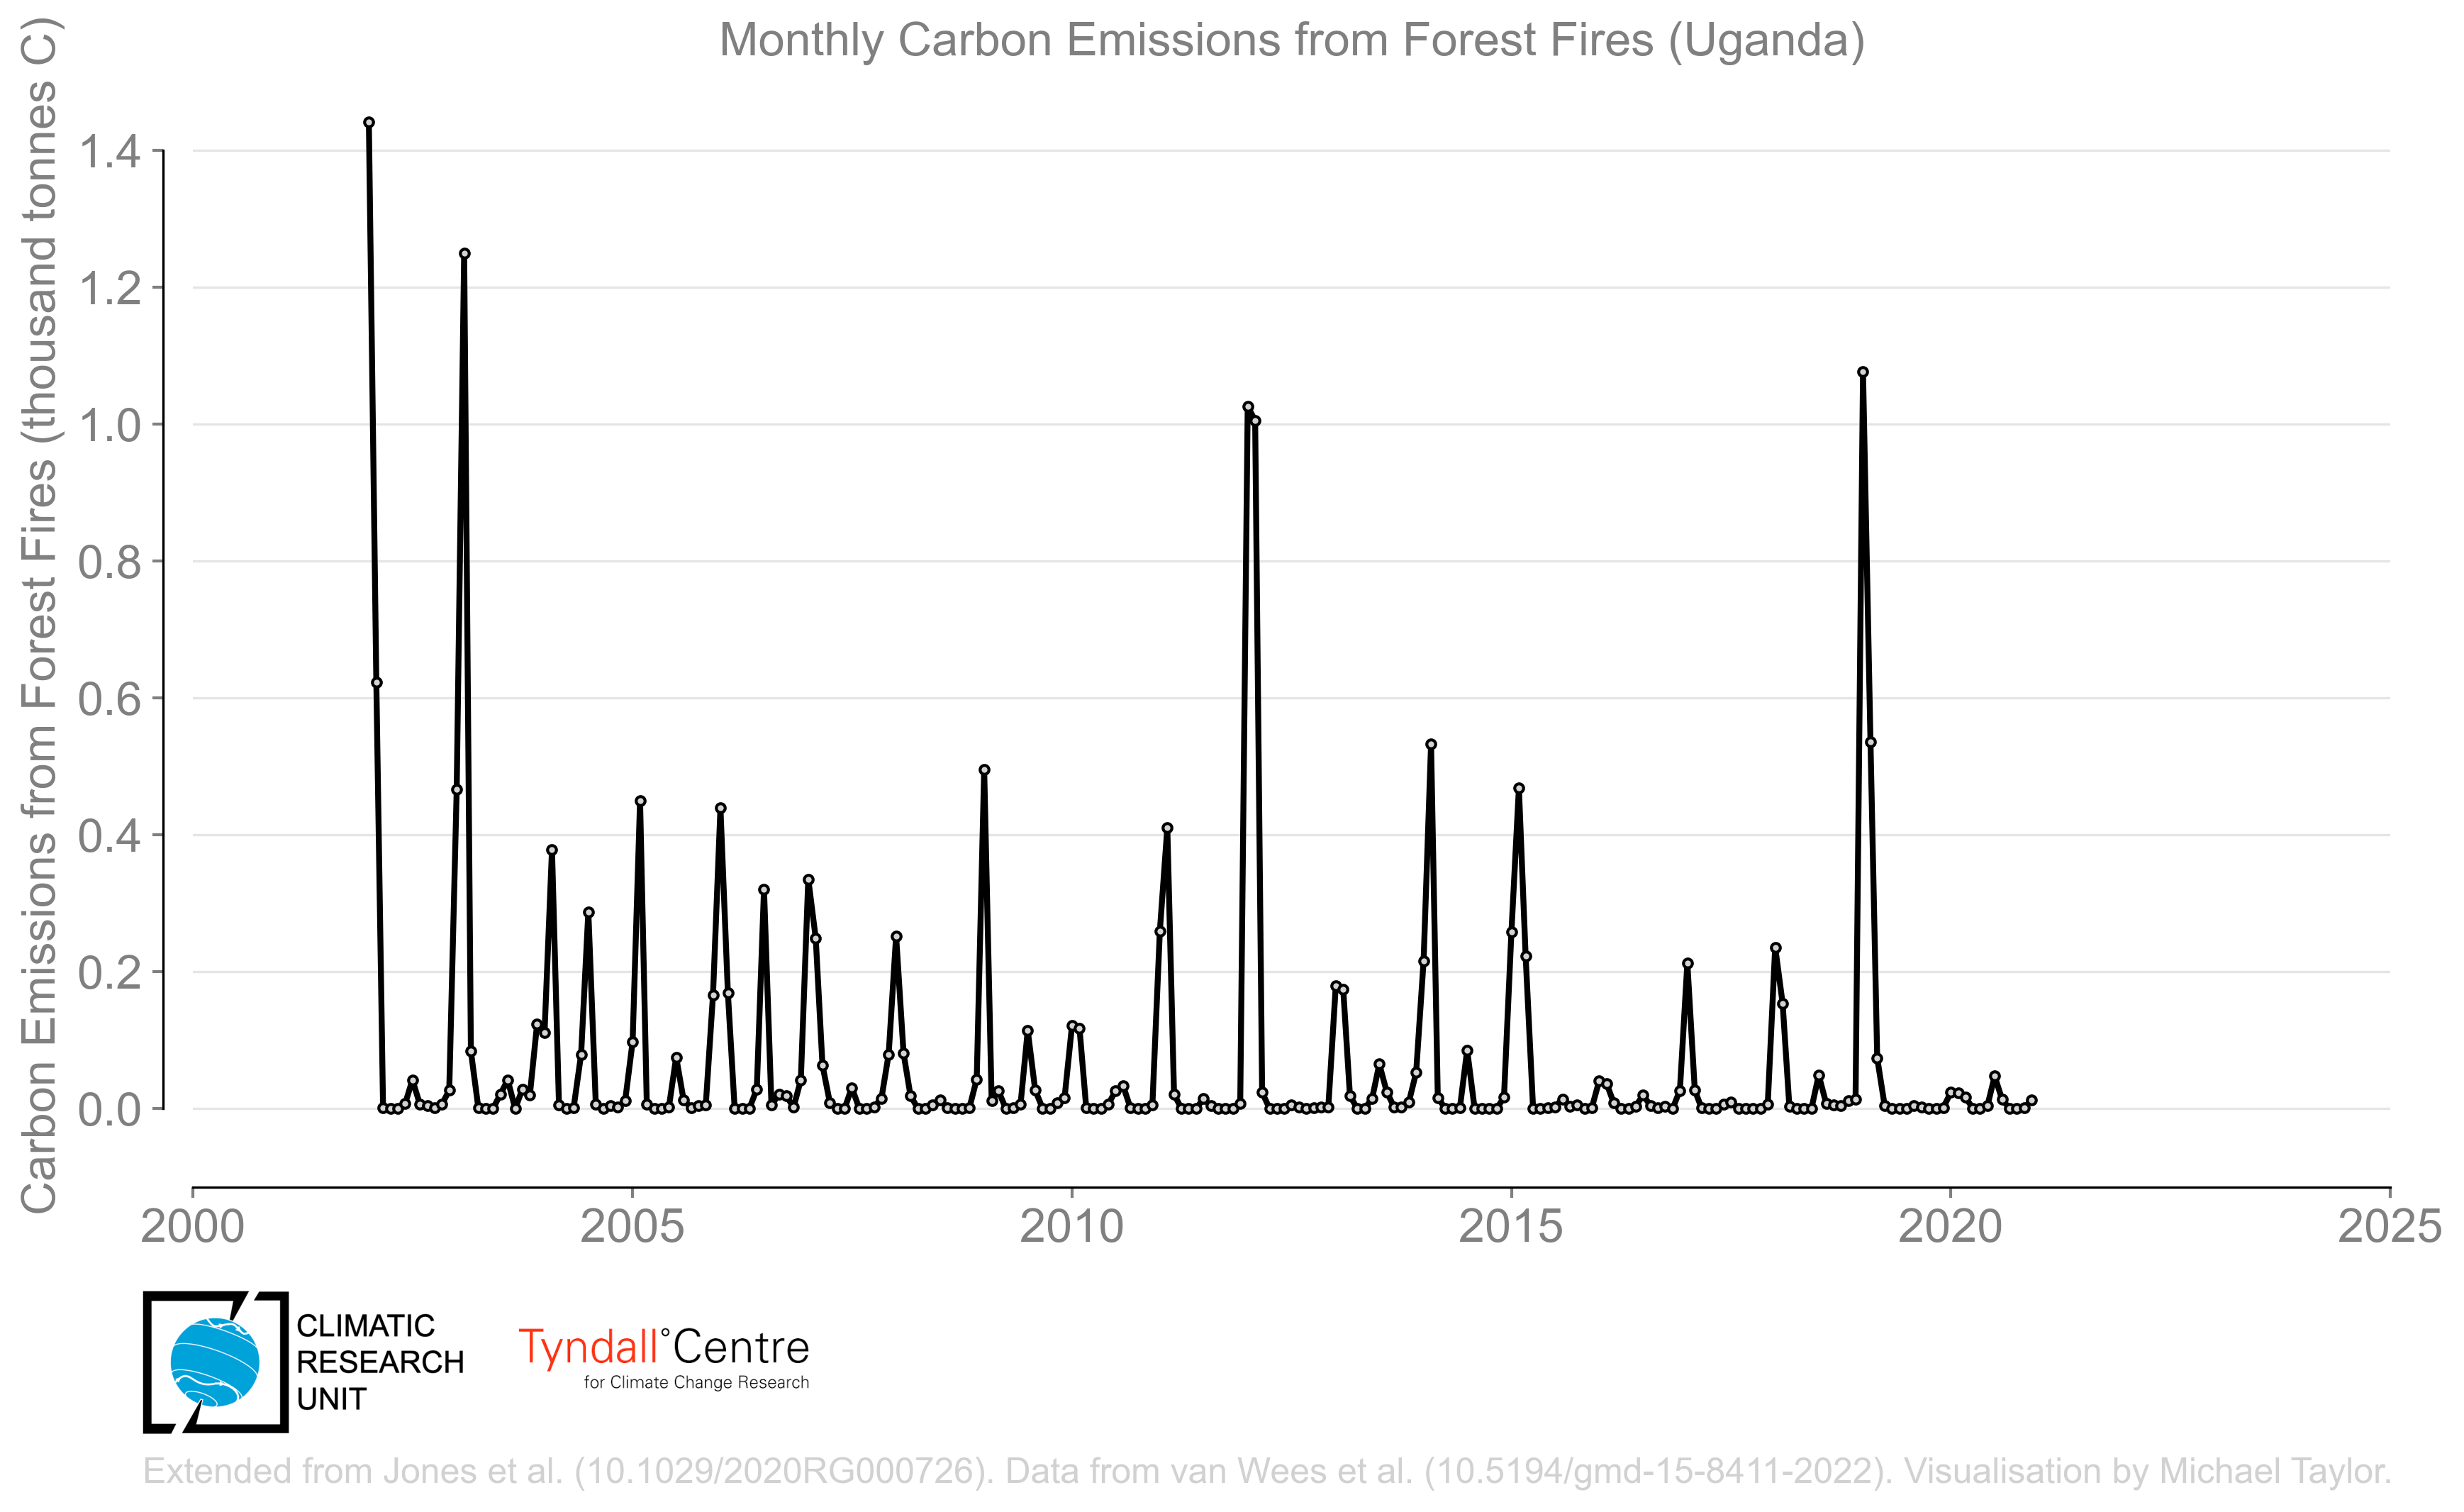 Monthly Carbon Emissions from Forest Fires (Uganda)
Carbon Emissions from Forest Fires (thousand tonnes C)
1.4
1.2
1.0
0.8
0.6
0.4
0.2
0.0
2000 2005 2010 2015 2020 2025
CLIMATIC
RESEARCH
UNIT
Tyndall°Centre
for Climate Change Research
Extended from Jones et al. (10.1029/2020RG000726). Data from van Wees et al. (10.5194/gmd-15-8411-2022). Visualisation by Michael Taylor.